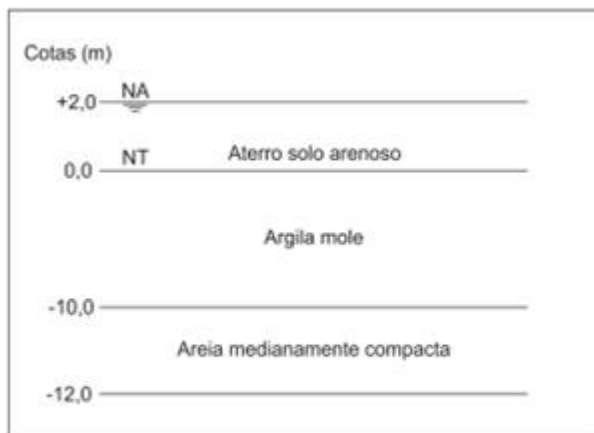 Cotas (m)
NA
+2,0
NT
Aterro solo arenoso
0,0
Argila mole
-10,0
Areia medianamente compacta
-12,0